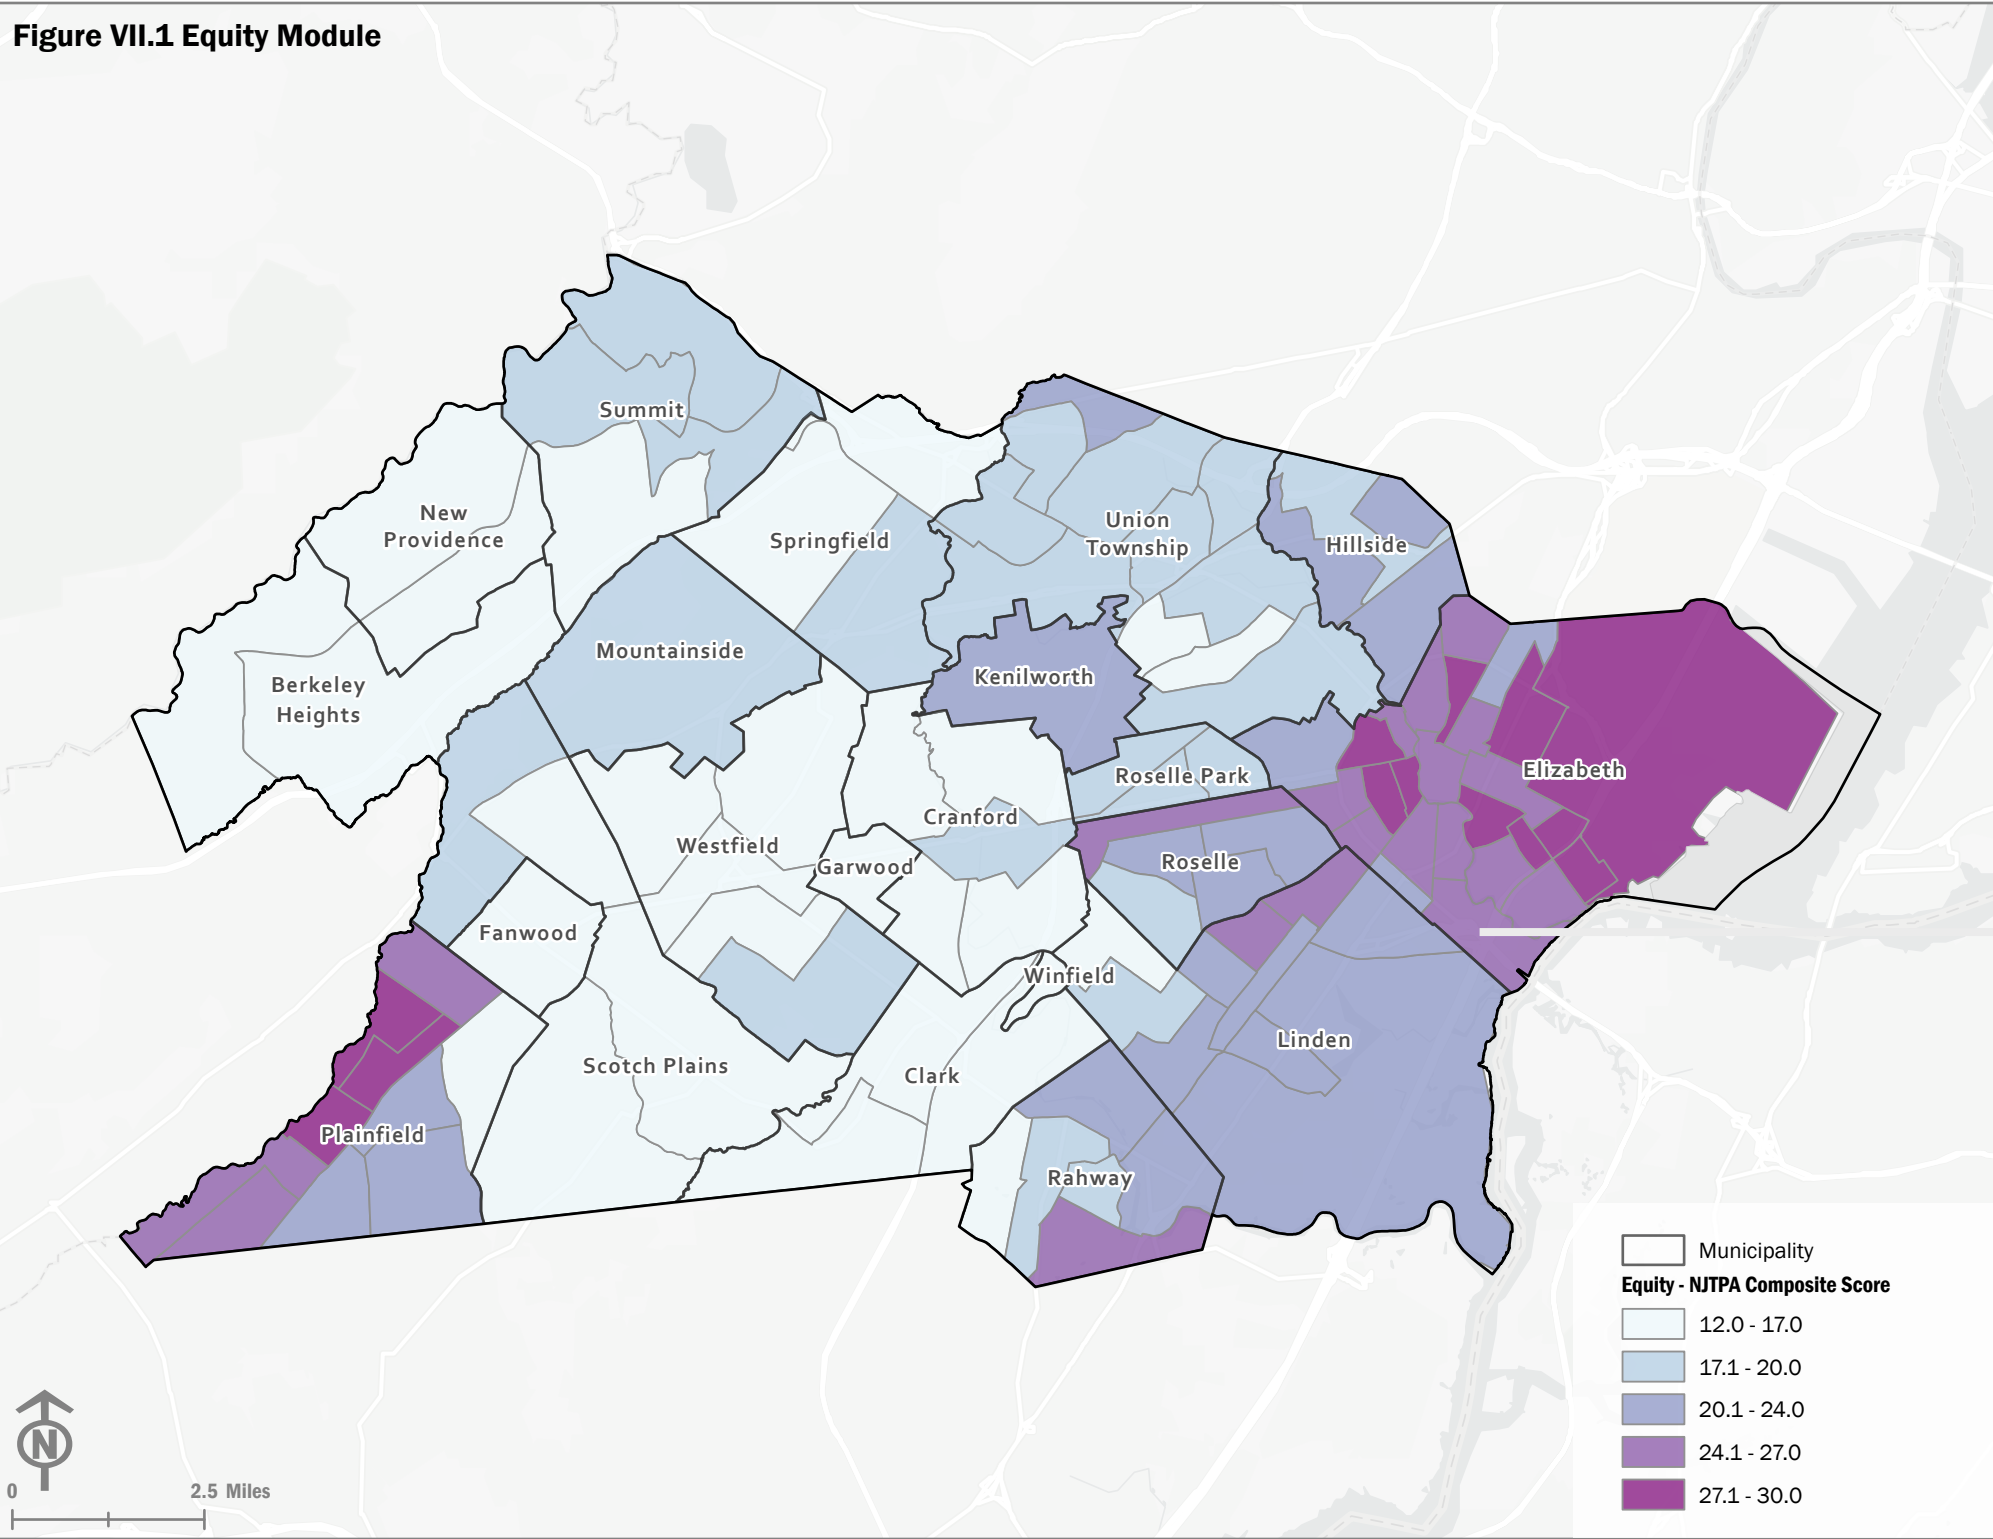 Figure VII.1 Equity Module
Summit
New
Providence
Springfield
Union
Township
Hillside
Mountainside
Berkeley
Heights
Kenilworth
Roselle Park
Elizabeth
Cranford
Westfield
Garwood
Roselle
Fanwood
Winfield
Linden
Scotch Plains
Clark
Plainfield
Rahway
Municipality
Equity - NJTPA Composite Score
12.0 - 17.0
17.1 - 20.0
20.1 - 24.0
24.1 - 27.0
27.1 - 30.0
N
0 2.5 Miles